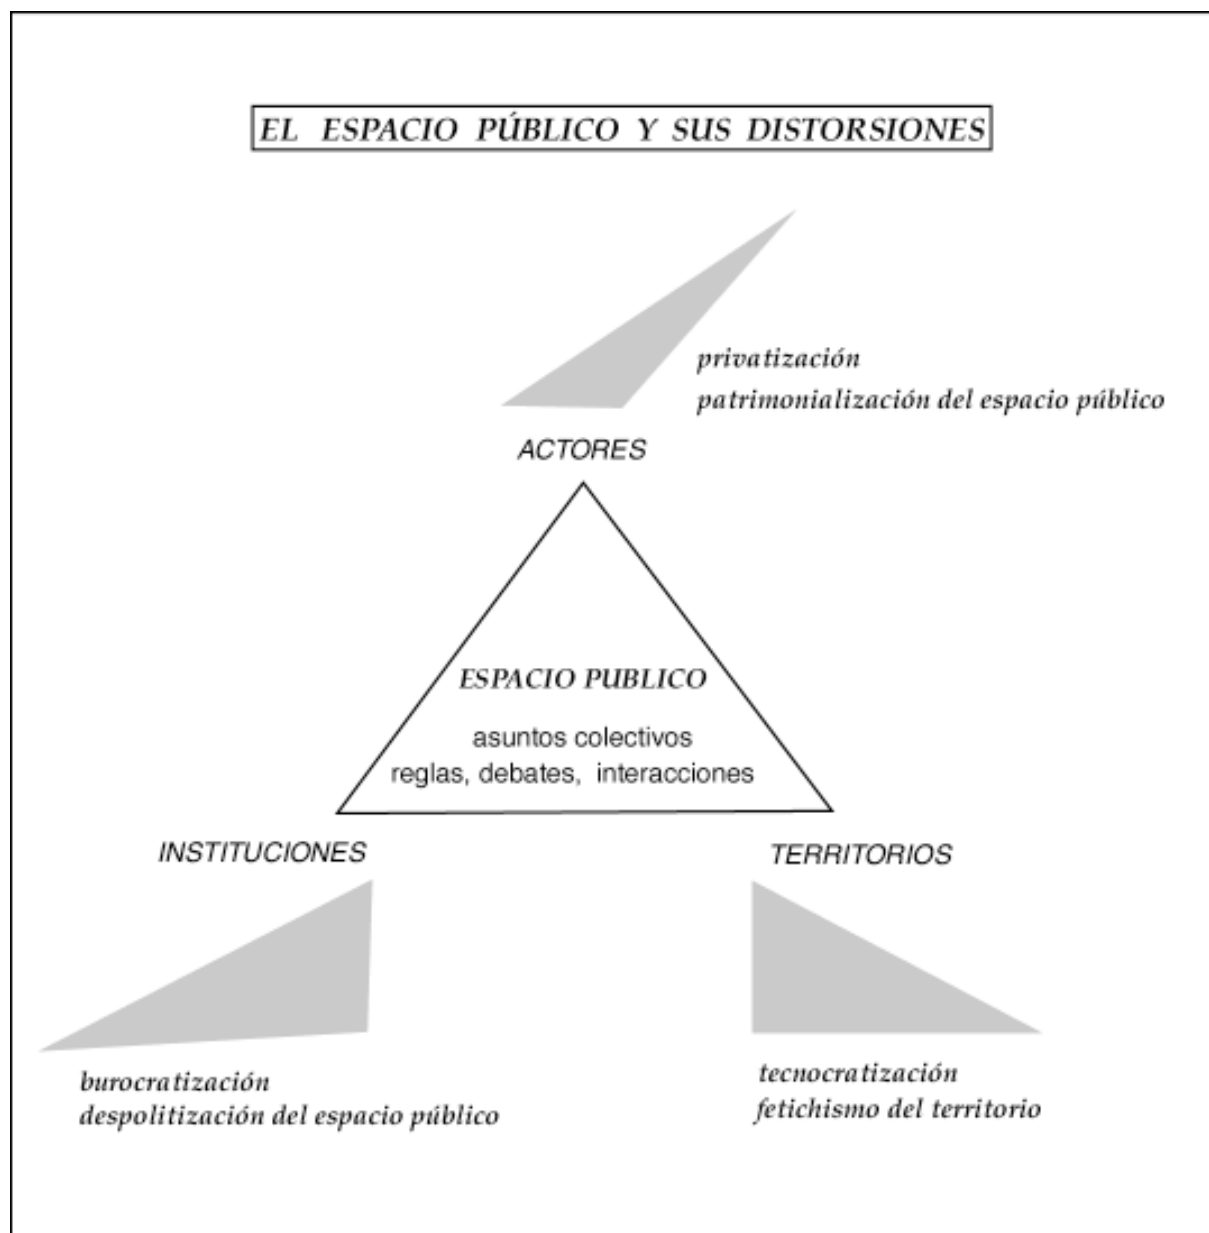 EL ESPACIO PÚBLICO Y SUS DISTORSIONES
privatización
patrimonialización del espacio público
ACTORES
ESPACIO PUBLICO
asuntos colectivos
reglas, debates, interacciones
INSTITUCIONES
TERRITORIOS
burocratización
despolitización del espacio público
tecnocratización
fetichismo del territorio